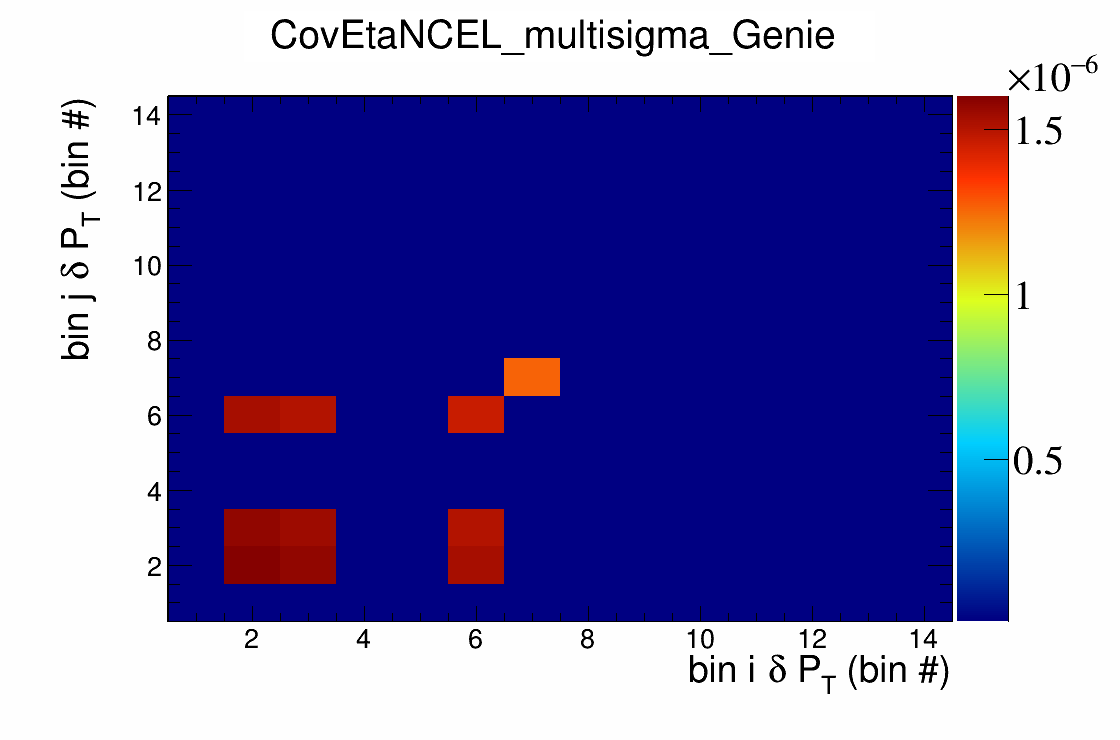 CovEtaNCEL_multisigma_Genie
×10⁻⁶
bin j δ P_T (bin #)
14
12
10
8
6
4
2
1.5
1
0.5
2 4 6 8 10 12 14
bin i δ P_T (bin #)